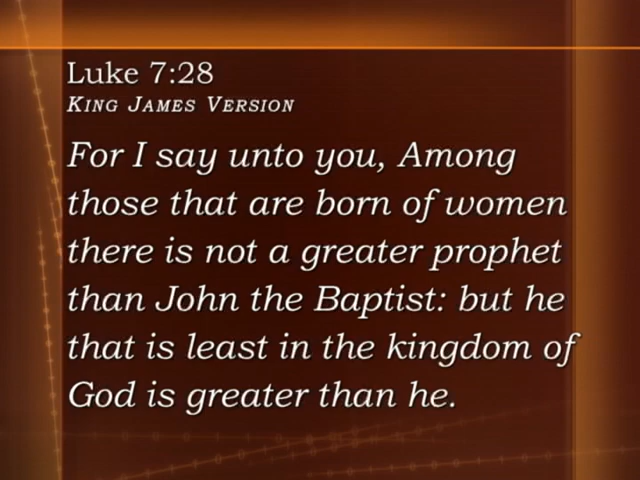 Luke 7:28
King James Version
For I say unto you, Among
those that are born of women
there is not a greater prophet
than John the Baptist: but he
that is least in the kingdom of
God is greater than he.